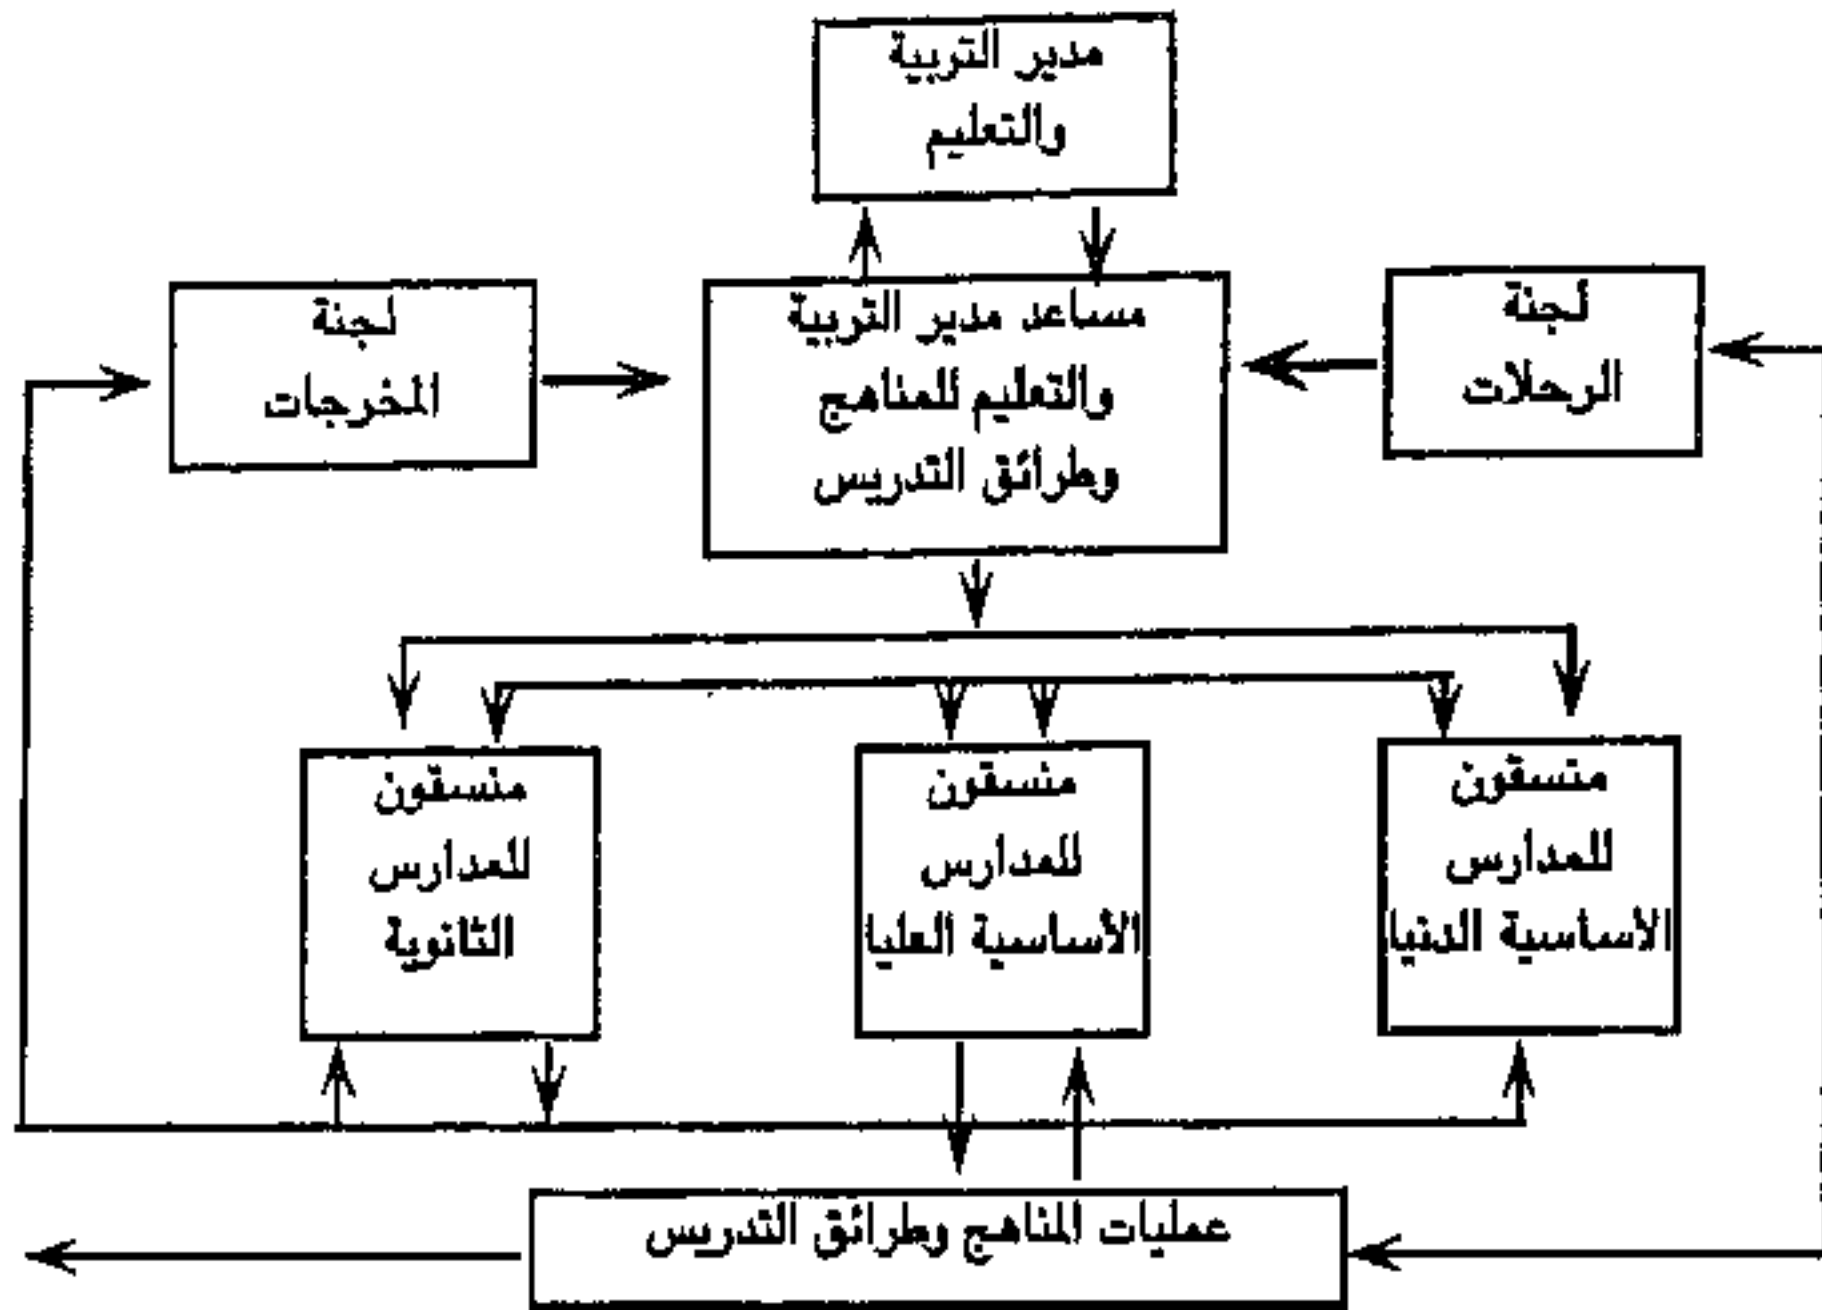 مدير التربية
والتعليم
لجنة
الرحلات
مساعد مدير التربية
والتعليم للمناهج
وطرائق التدريس
لجنة
المخرجات
منسقون
للمدارس
الأساسية الدنيا
منسقون
للمدارس
الأساسية العليا
منسقون
للمدارس
الثانوية
عمليات المناهج وطرائق التدريس